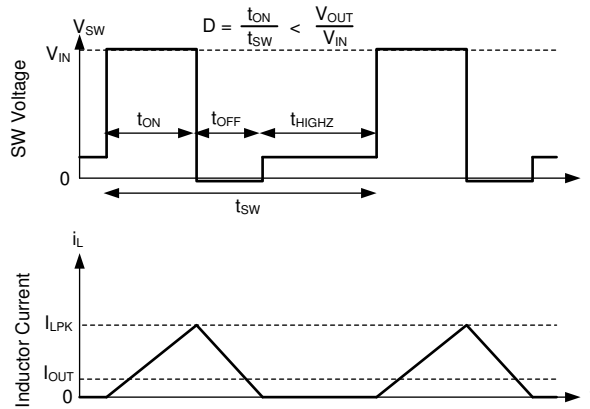 V_SW
D = t_ON / t_SW < V_OUT / V_IN
V_IN
SW Voltage
t_ON
t_OFF
t_HIGHZ
0
t_SW
i_L
Inductor Current
I_LPK
I_OUT
0